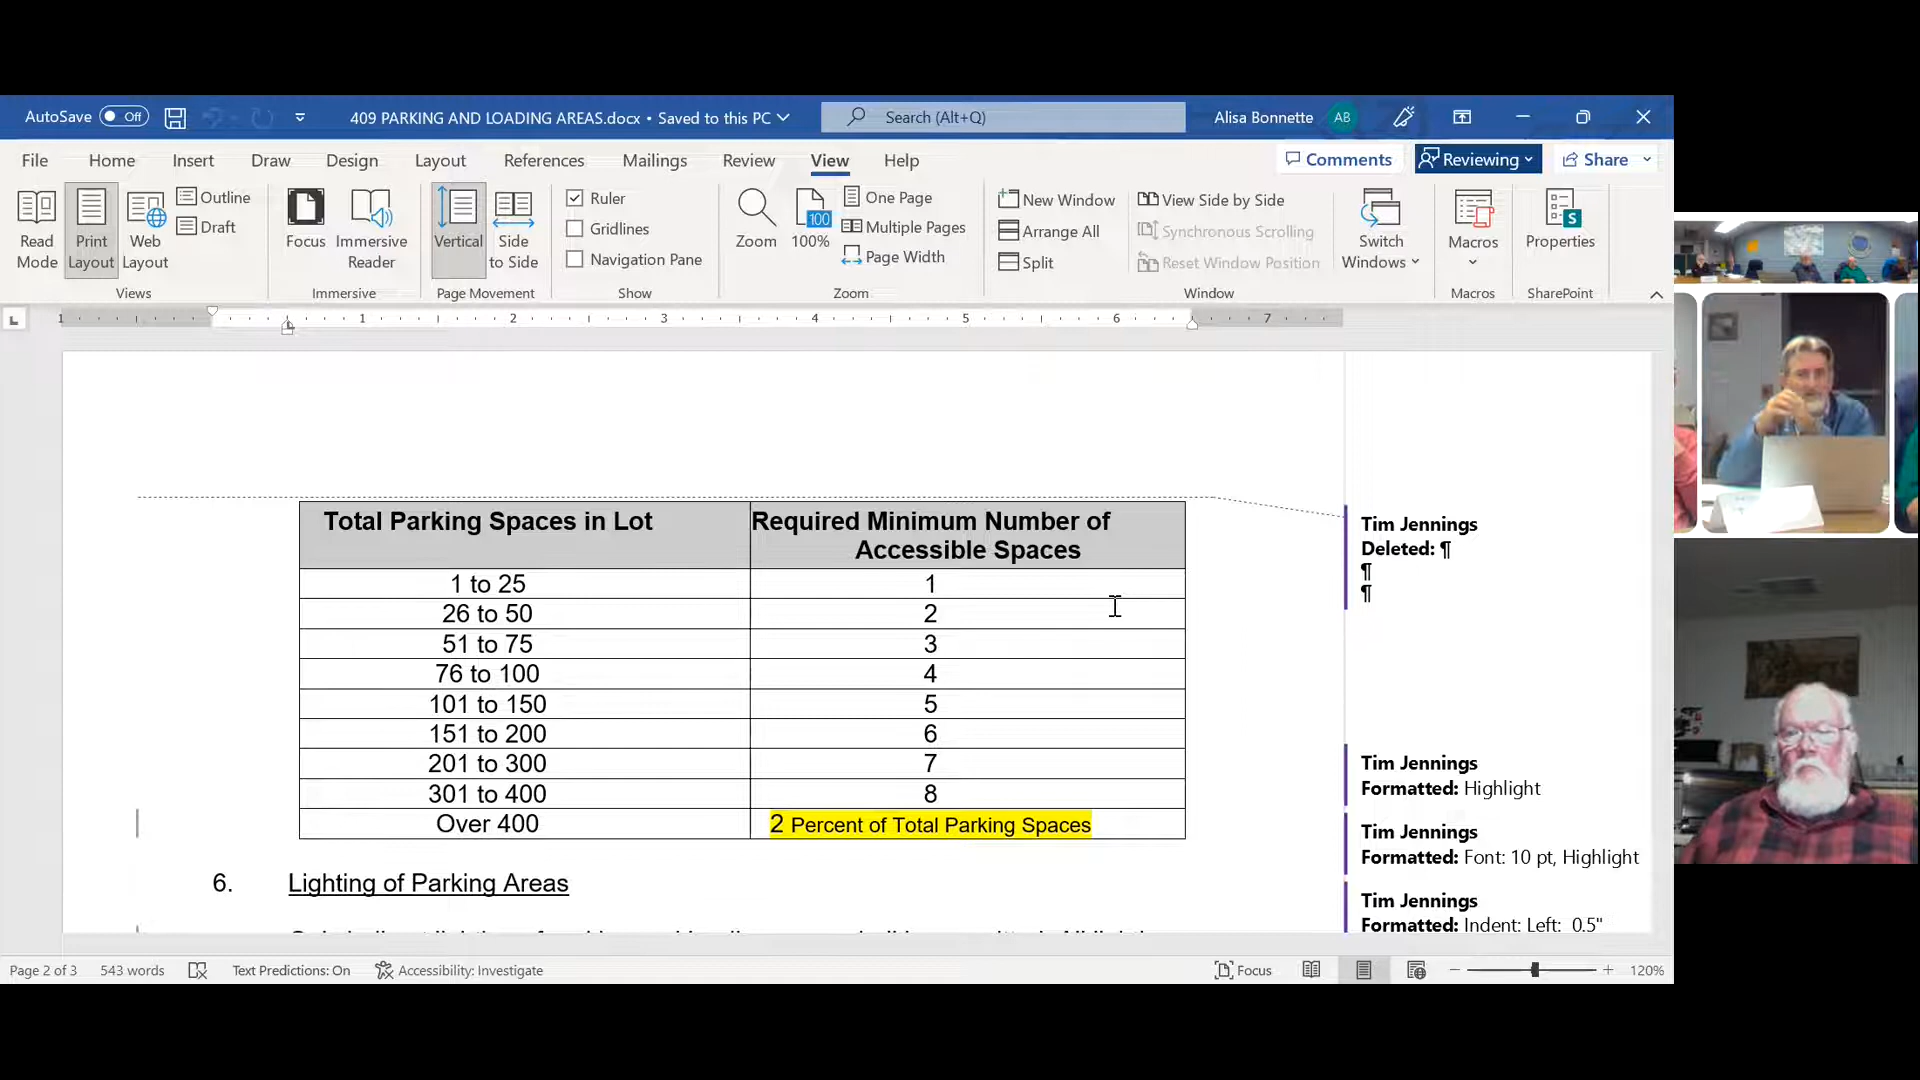 AutoSave Off 409 PARKING AND LOADING AREAS.docx • Saved to this PC Search (Alt+Q) Alisa Bonnette AB
File Home Insert Draw Design Layout References Mailings Review View Help Comments Reviewing Share
Read Mode
Print Layout
Web Layout
Outline
Draft
Views
Focus
Immersive Reader
Immersive
Vertical
Side to Side
Page Movement
Ruler
Gridlines
Navigation Pane
Show
Zoom
100
100%
One Page
Multiple Pages
Page Width
Zoom
New Window
Arrange All
Split
View Side by Side
Synchronous Scrolling
Reset Window Position
Window
Switch Windows
Macros
Macros
S
Properties
SharePoint
L
1 1 2 3 4 5 6 7
Total Parking Spaces in Lot Required Minimum Number of
Accessible Spaces
1 to 25 1
26 to 50 2
51 to 75 3
76 to 100 4
101 to 150 5
151 to 200 6
201 to 300 7
301 to 400 8
Over 400 2 Percent of Total Parking Spaces
6. Lighting of Parking Areas
Tim Jennings
Deleted: ¶
¶
¶
Tim Jennings
Formatted: Highlight
Tim Jennings
Formatted: Font: 10 pt, Highlight
Tim Jennings
Formatted: Indent: Left: 0.5"
Page 2 of 3 543 words Text Predictions: On Accessibility: Investigate Focus 120%